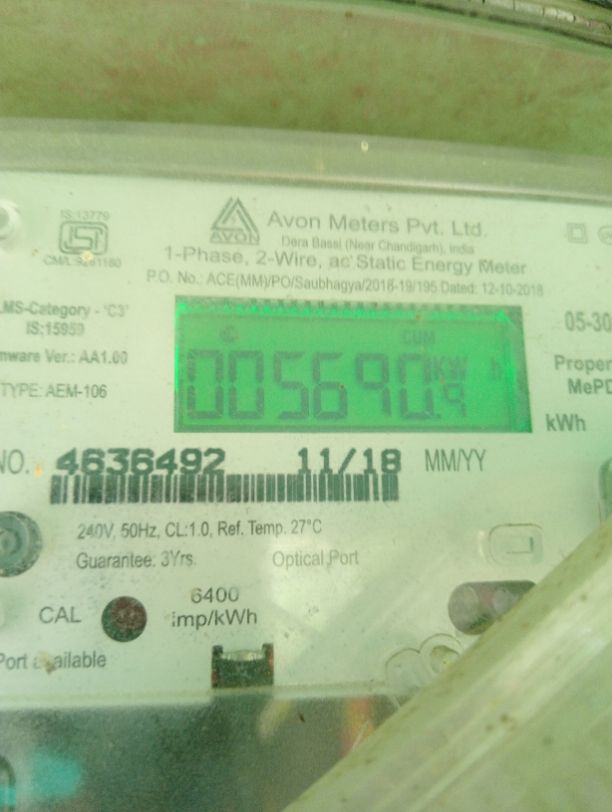 IS:13779
ISI
CM/L:9261180
AVON
Avon Meters Pvt. Ltd.
Dera Bassi (Near Chandigarh), India
1-Phase, 2-Wire, ac Static Energy Meter
P.O. No.: ACE(MM)/PO/Saubhagya/2018-19/195 Dated: 12-10-2018
LMS-Category - 'C3'
IS:15959
mware Ver.: AA1.00
TYPE: AEM-106
C CUM
005690.9 KW h
05-30
Proper
MePD
kWh
NO. 4636492 11/18 MM/YY
240V, 50Hz, CL:1.0, Ref. Temp. 27°C
Guarantee: 3Yrs. Optical Port
CAL
6400
imp/kWh
Port available